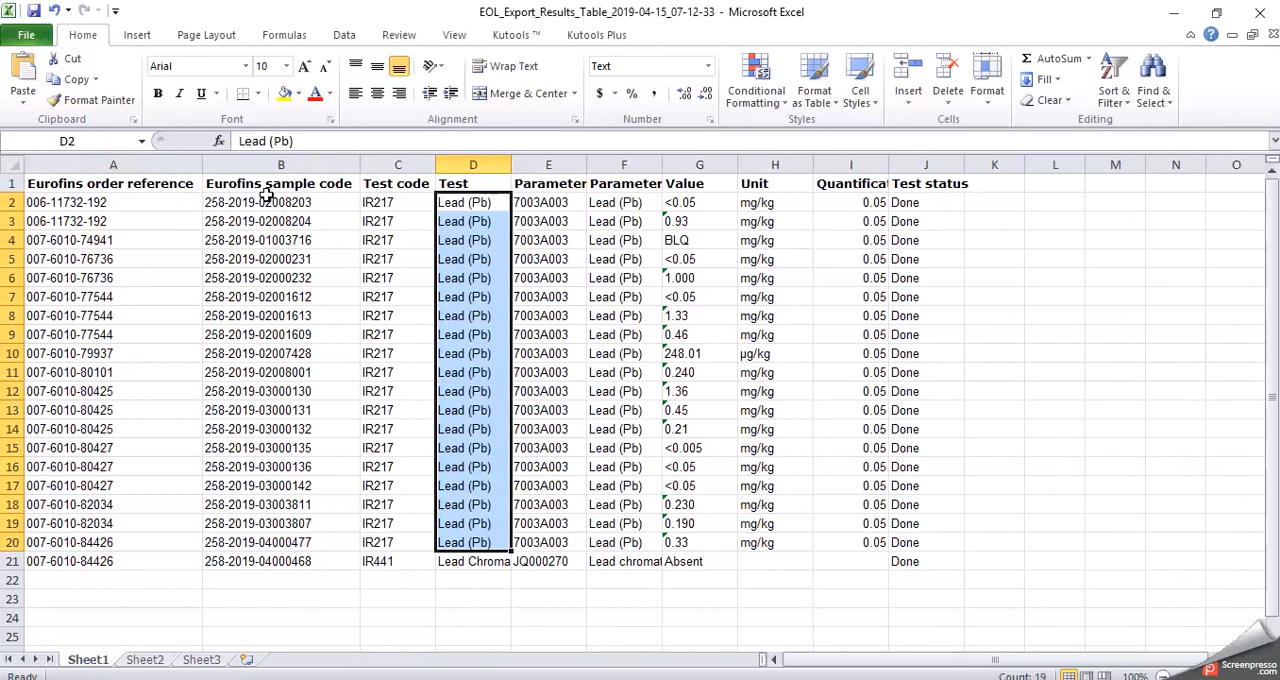 EOL_Export_Results_Table_2019-04-15_07-12-33 - Microsoft Excel
File Home Insert Page Layout Formulas Data Review View Kutools ™ Kutools Plus
Paste Cut Arial 10 Wrap Text Text Conditional Formatting Format as Table Cell Styles Insert Delete Format AutoSum Sort & Filter Find & Select
Copy Fill
Format Painter B I U A Merge & Center $ % , Clear
Clipboard Font Alignment Number Styles Cells Editing
D2 fx Lead (Pb)
A B C D E F G H I J K L M N O
1 Eurofins order reference Eurofins sample code Test code Test Parameter Parameter Value Unit Quantificat Test status
2 006-11732-192 258-2019-02008203 IR217 Lead (Pb) 7003A003 Lead (Pb) <0.05 mg/kg 0.05 Done
3 006-11732-192 258-2019-02008204 IR217 Lead (Pb) 7003A003 Lead (Pb) 0.93 mg/kg 0.05 Done
4 007-6010-74941 258-2019-01003716 IR217 Lead (Pb) 7003A003 Lead (Pb) BLQ mg/kg 0.05 Done
5 007-6010-76736 258-2019-02000231 IR217 Lead (Pb) 7003A003 Lead (Pb) <0.05 mg/kg 0.05 Done
6 007-6010-76736 258-2019-02000232 IR217 Lead (Pb) 7003A003 Lead (Pb) 1.000 mg/kg 0.05 Done
7 007-6010-77544 258-2019-02001612 IR217 Lead (Pb) 7003A003 Lead (Pb) <0.05 mg/kg 0.05 Done
8 007-6010-77544 258-2019-02001613 IR217 Lead (Pb) 7003A003 Lead (Pb) 1.33 mg/kg 0.05 Done
9 007-6010-77544 258-2019-02001609 IR217 Lead (Pb) 7003A003 Lead (Pb) 0.46 mg/kg 0.05 Done
10 007-6010-79937 258-2019-02007428 IR217 Lead (Pb) 7003A003 Lead (Pb) 248.01 µg/kg 0.05 Done
11 007-6010-80101 258-2019-02008001 IR217 Lead (Pb) 7003A003 Lead (Pb) 0.240 mg/kg 0.05 Done
12 007-6010-80425 258-2019-03000130 IR217 Lead (Pb) 7003A003 Lead (Pb) 1.36 mg/kg 0.05 Done
13 007-6010-80425 258-2019-03000131 IR217 Lead (Pb) 7003A003 Lead (Pb) 0.45 mg/kg 0.05 Done
14 007-6010-80425 258-2019-03000132 IR217 Lead (Pb) 7003A003 Lead (Pb) 0.21 mg/kg 0.05 Done
15 007-6010-80427 258-2019-03000133 IR217 Lead (Pb) 7003A003 Lead (Pb) <0.005 mg/kg 0.05 Done
16 007-6010-80427 258-2019-03000136 IR217 Lead (Pb) 7003A003 Lead (Pb) <0.05 mg/kg 0.05 Done
17 007-6010-80427 258-2019-03000142 IR217 Lead (Pb) 7003A003 Lead (Pb) <0.05 mg/kg 0.05 Done
18 007-6010-82034 258-2019-03003811 IR217 Lead (Pb) 7003A003 Lead (Pb) 0.230 mg/kg 0.05 Done
19 007-6010-82034 258-2019-03003807 IR217 Lead (Pb) 7003A003 Lead (Pb) 0.190 mg/kg 0.05 Done
20 007-6010-84426 258-2019-04000477 IR217 Lead (Pb) 7003A003 Lead (Pb) 0.33 mg/kg 0.05 Done
21 007-6010-84426 258-2019-04000468 IR441 Lead Chroma JQ000270 Lead chromat Absent Done
22
23
24
25
Sheet1 Sheet2 Sheet3
Ready Count: 19 100%
Screenpresso
.com